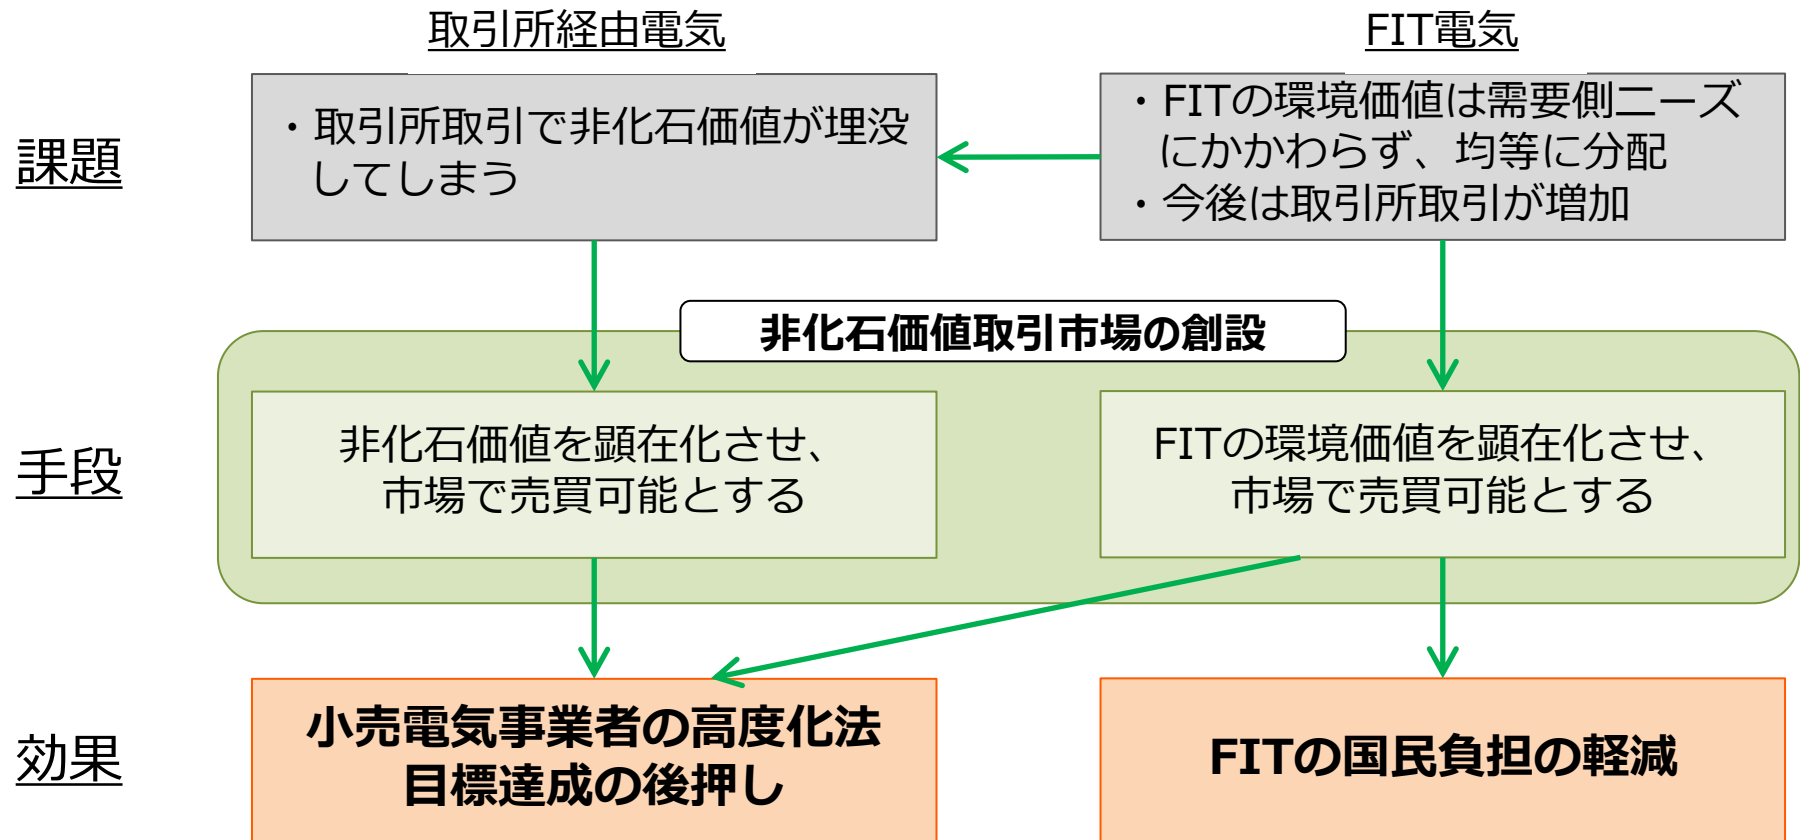 取引所経由電気
FIT電気
課題
・取引所取引で非化石価値が埋没
してしまう
・FITの環境価値は需要側ニーズ
にかかわらず、均等に分配
・今後は取引所取引が増加
非化石価値取引市場の創設
手段
非化石価値を顕在化させ、
市場で売買可能とする
FITの環境価値を顕在化させ、
市場で売買可能とする
効果
小売電気事業者の高度化法
目標達成の後押し
FITの国民負担の軽減